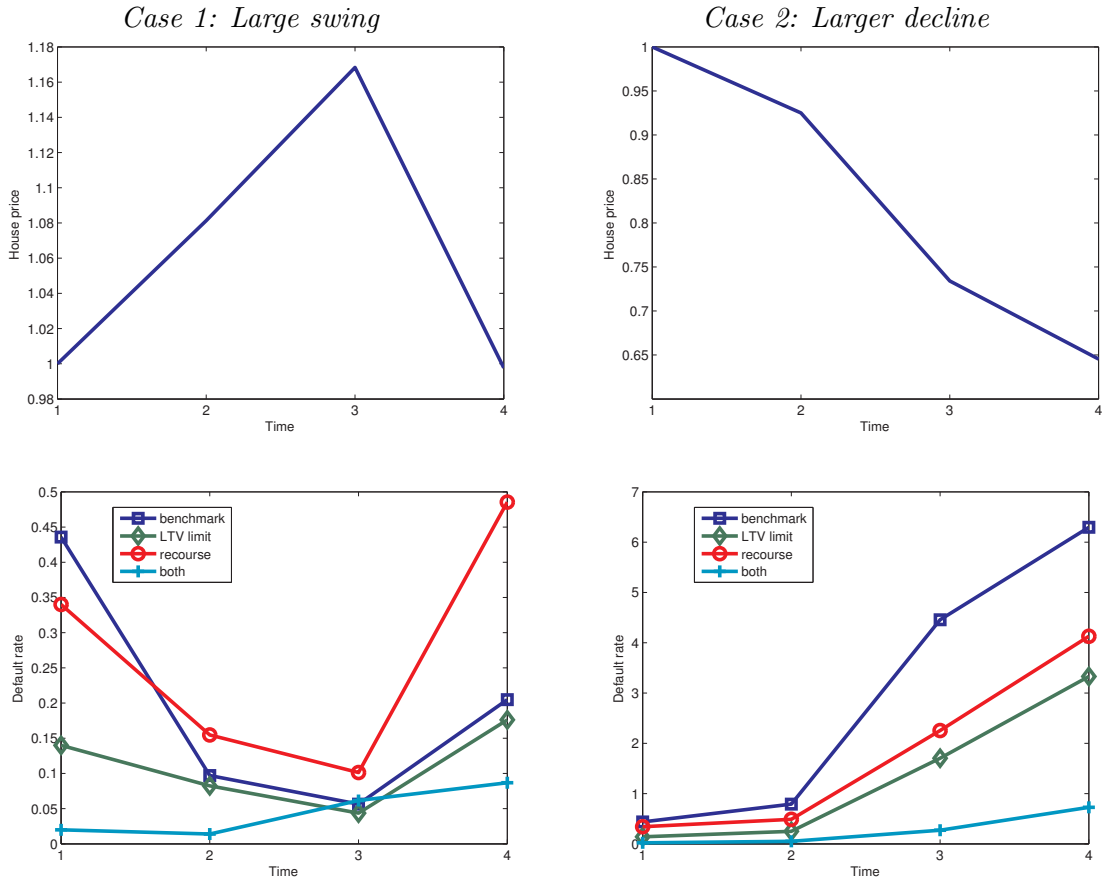 Case 1: Large swing
Case 2: Larger decline
1.18
1.16
1.14
1.12
1.1
1.08
1.06
1.04
1.02
1
0.98
House price
1 2 3 4
Time
1
0.95
0.9
0.85
0.8
0.75
0.7
0.65
House price
1 2 3 4
Time
0.5
0.45
0.4
0.35
0.3
0.25
0.2
0.15
0.1
0.05
0
Default rate
benchmark
LTV limit
recourse
both
1 2 3 4
Time
7
6
5
4
3
2
1
0
Default rate
benchmark
LTV limit
recourse
both
1 2 3 4
Time